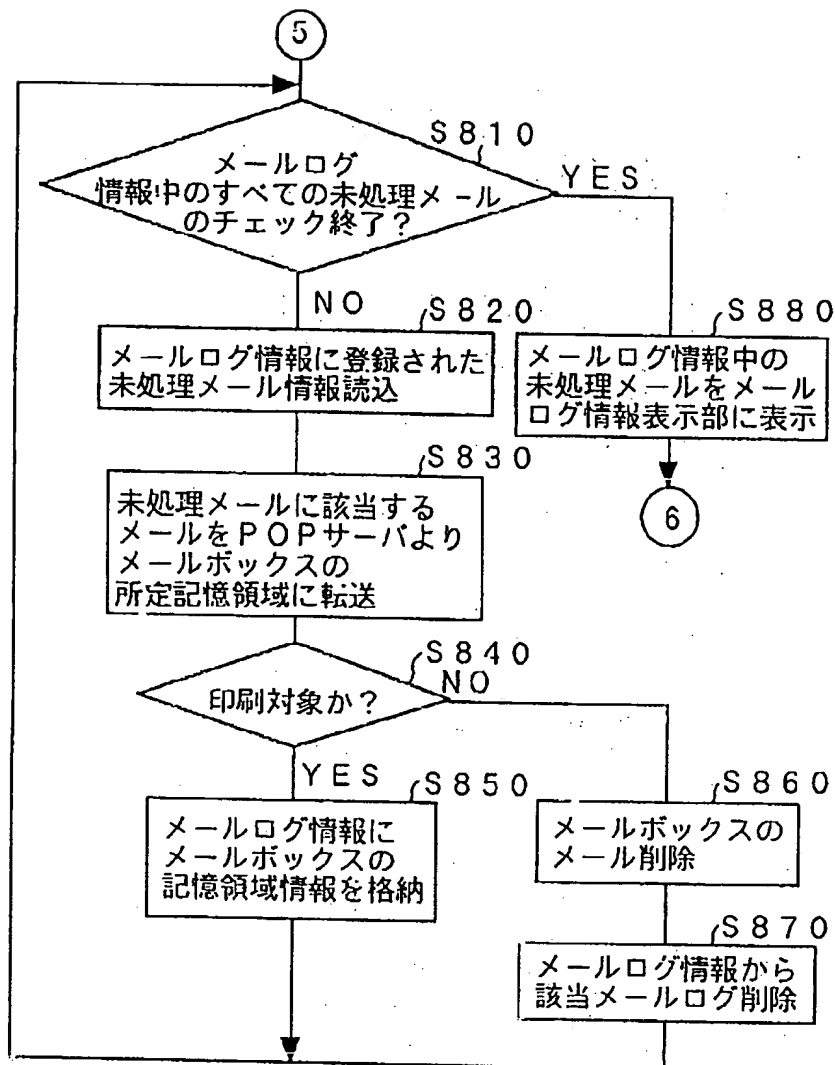 5
S810
メールログ
情報中のすべての未処理メール
のチェック終了？
YES
NO
S820
メールログ情報に登録された
未処理メール情報読込
S880
メールログ情報中の
未処理メールをメール
ログ情報表示部に表示
6
S830
未処理メールに該当する
メールをPOPサーバより
メールボックスの
所定記憶領域に転送
S840
印刷対象か？
NO
YES
S850
メールログ情報に
メールボックスの
記憶領域情報を格納
S860
メールボックスの
メール削除
S870
メールログ情報から
該当メールログ削除